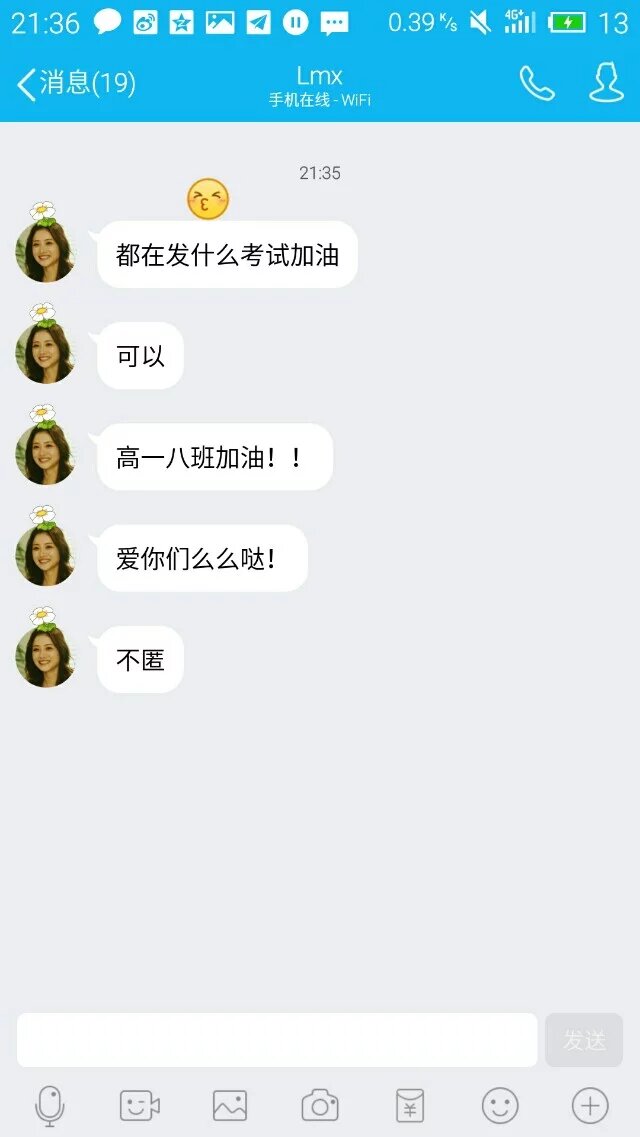 21:36
0.39 K/s
4G+
13
消息(19)
Lmx
手机在线 - WiFi
21:35
都在发什么考试加油
可以
高一八班加油！！
爱你们么么哒！
不匿
发送